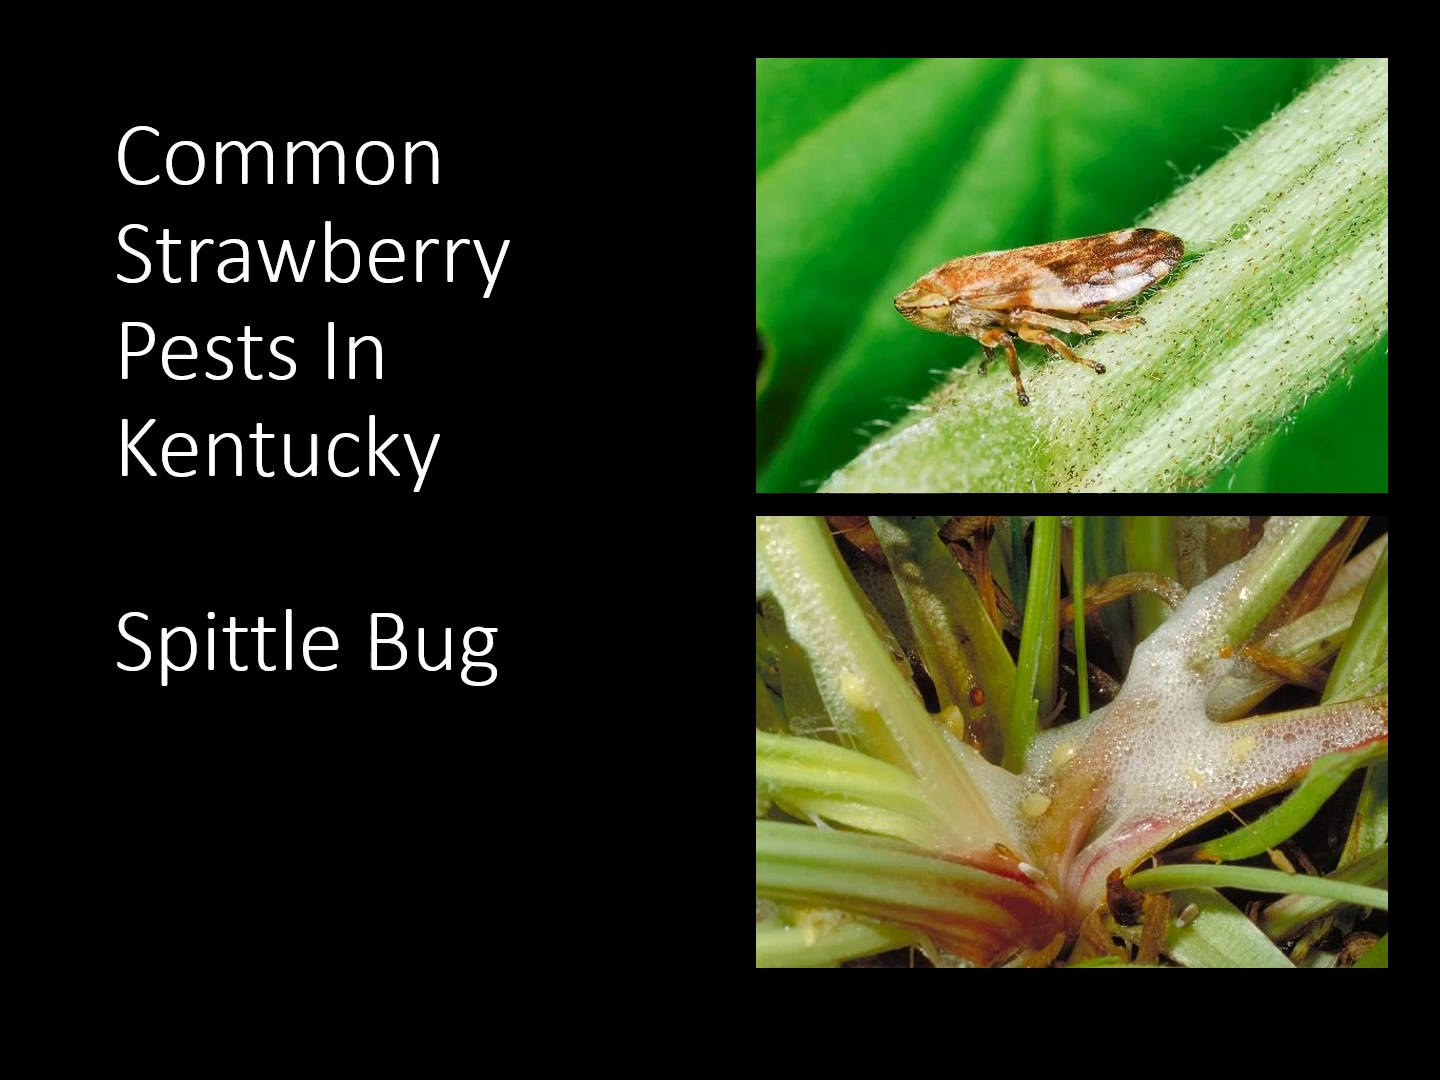 Common
Strawberry
Pests In
Kentucky
Spittle Bug